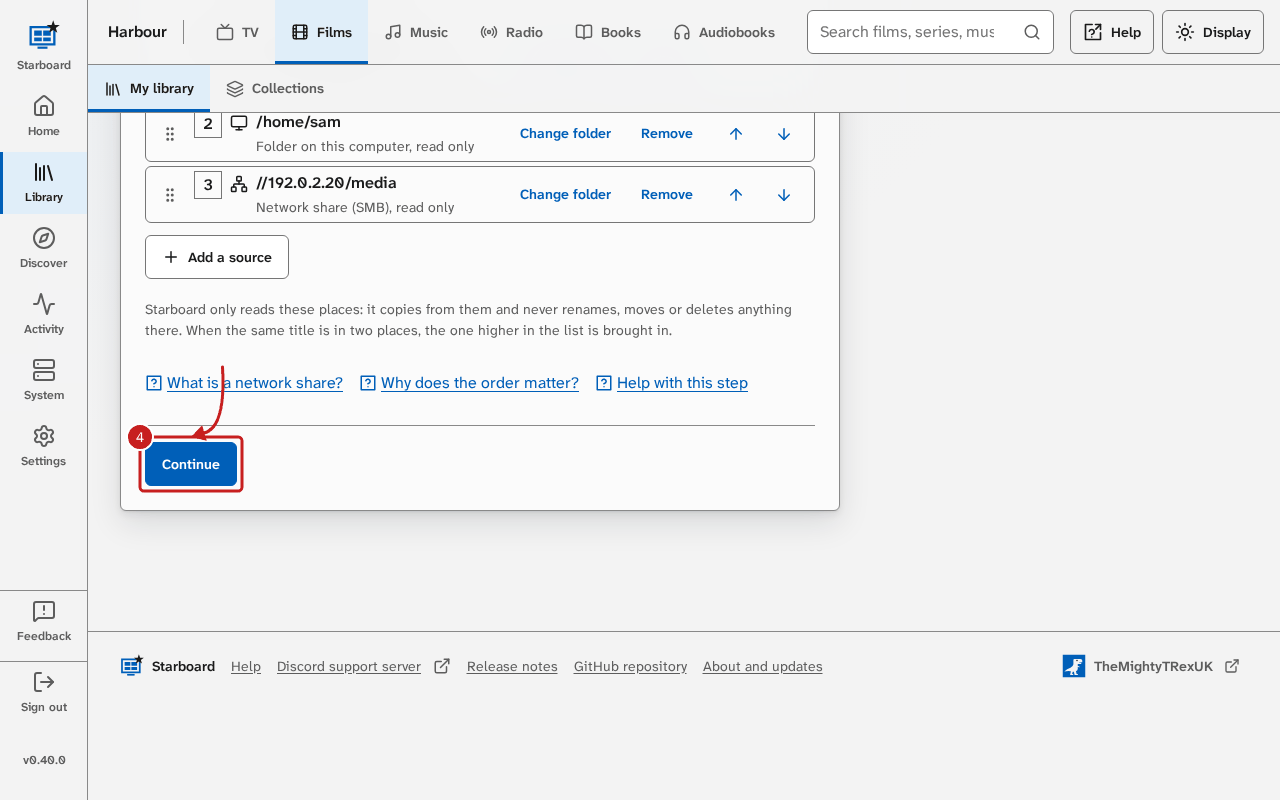 Starboard
Home
Library
Discover
Activity
System
Settings
Feedback
Sign out
v0.40.0
Harbour
TV
Films
Music
Radio
Books
Audiobooks
Search films, series, mus
Help
Display
My library
Collections
2
/home/sam
Folder on this computer, read only
Change folder
Remove
3
//192.0.2.20/media
Network share (SMB), read only
Change folder
Remove
Add a source
Starboard only reads these places: it copies from them and never renames, moves or deletes anything
there. When the same title is in two places, the one higher in the list is brought in.
What is a network share?
Why does the order matter?
Help with this step
4
Continue
Starboard
Help
Discord support server
Release notes
GitHub repository
About and updates
TheMightyTRexUK